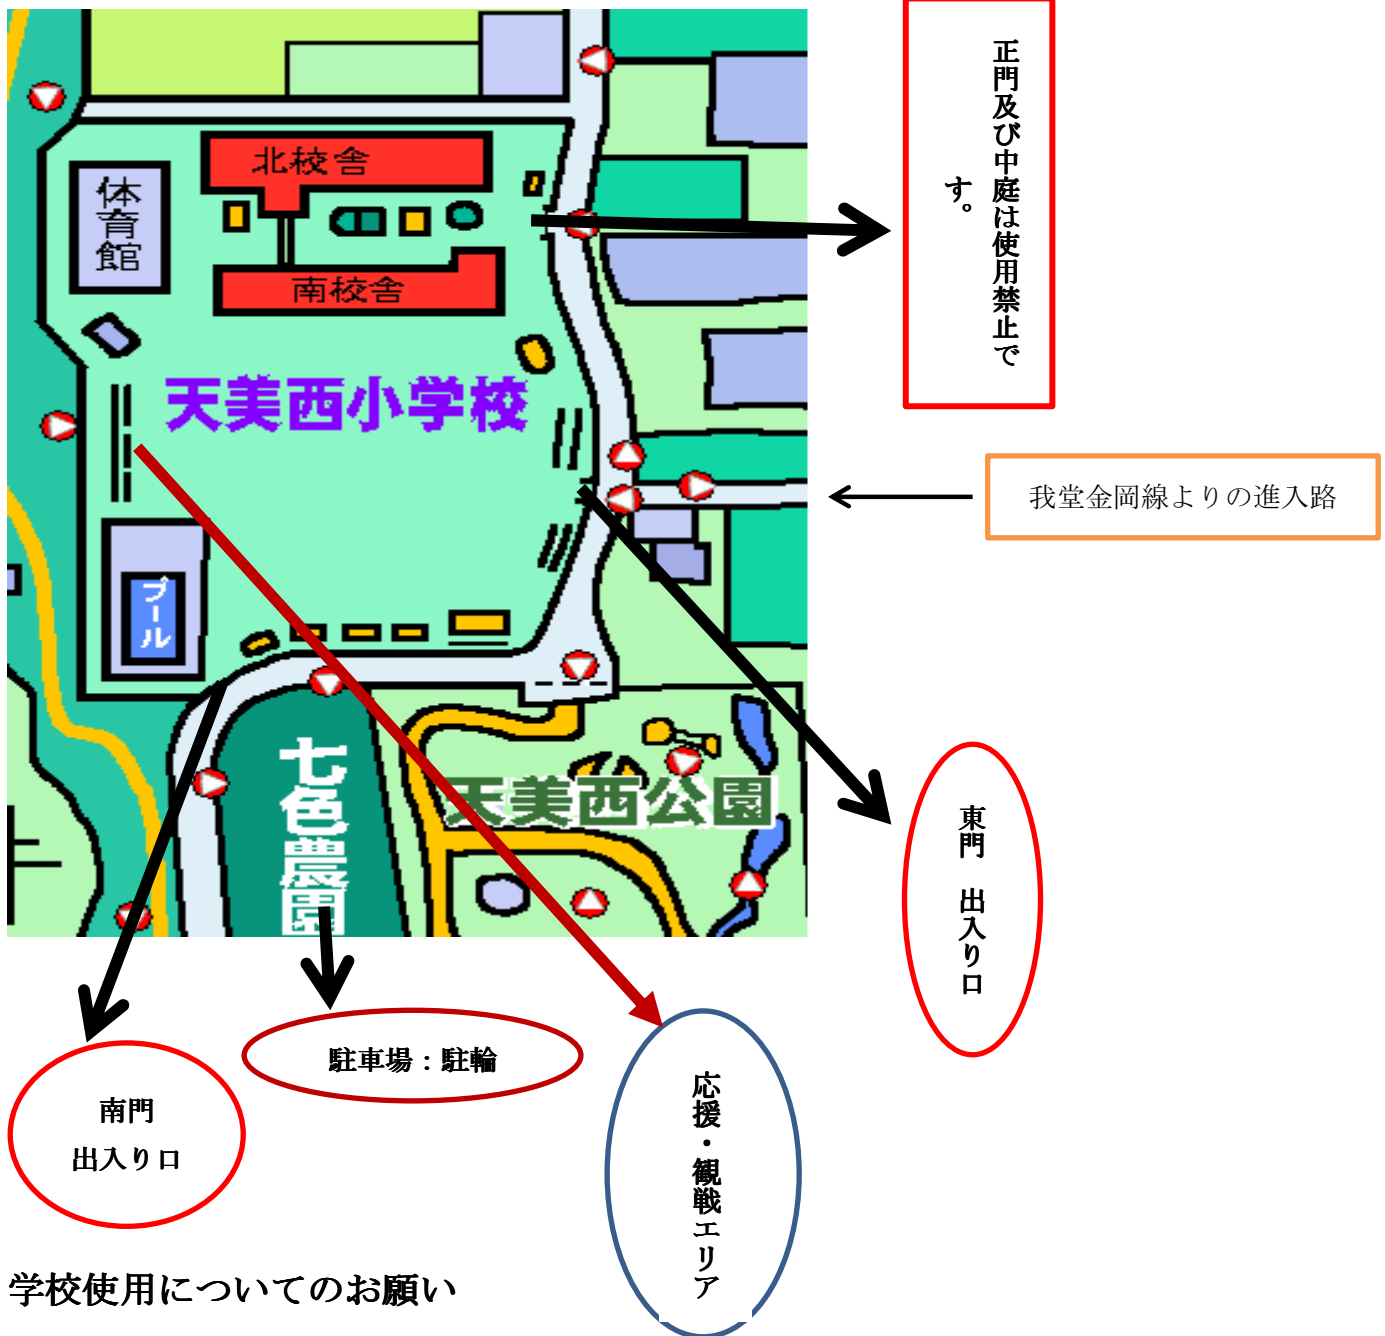 正門及び中庭は使用禁止で
す。
北校舎
体育館
南校舎
天美西小学校
我堂金岡線よりの進入路
プール
七色農園
天美西公園
東門　出入り口
駐車場：駐輪
南門
出入り口
応援・観戦エリア
学校使用についてのお願い